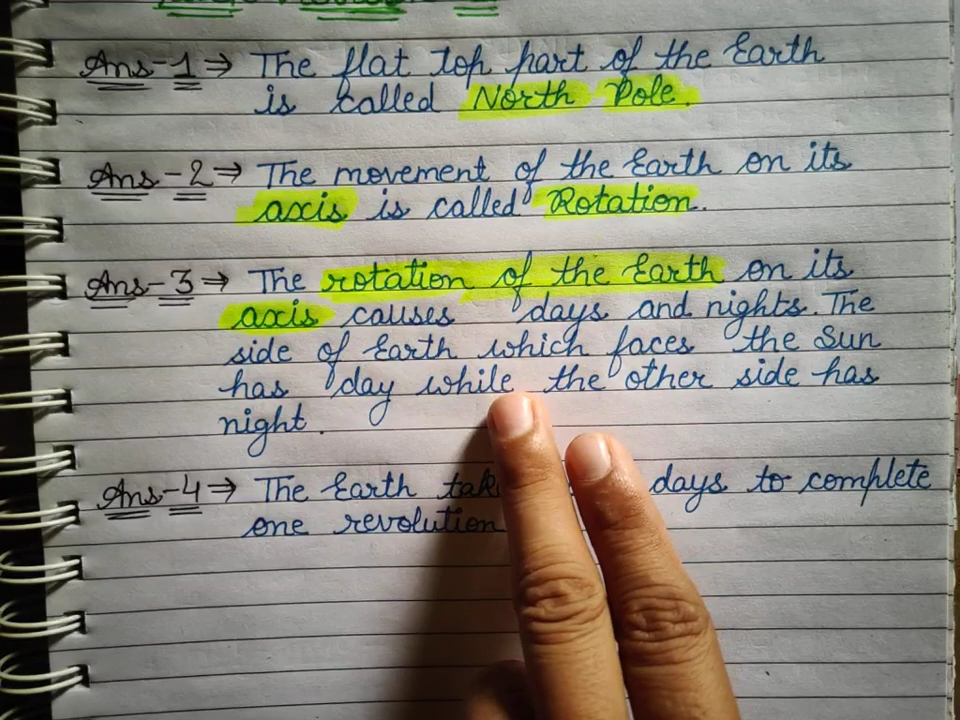 Ans-1⇒ The flat top part of the Earth
is called North Pole.
Ans-2⇒ The movement of the Earth on its
axis is called Rotation.
Ans-3⇒ The rotation of the Earth on its
axis causes days and nights. The
side of Earth which faces the Sun
has day while the other side has
night.
Ans-4⇒ The Earth days to complete
one revolution